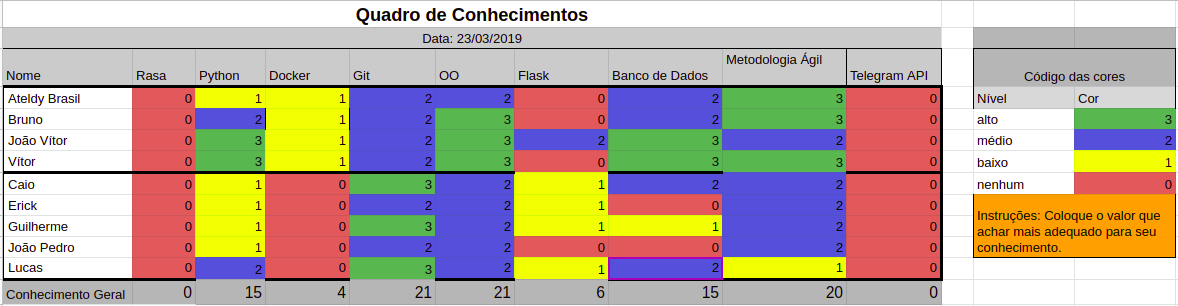 Quadro de Conhecimentos
Data: 23/03/2019
Nome Rasa Python Docker Git OO Flask Banco de Dados Metodologia Ágil Telegram API
Ateldy Brasil 0 1 1 2 2 0 2 3 0
Bruno 0 2 1 2 3 0 2 3 0
João Vítor 0 3 1 2 3 2 3 2 0
Vítor 0 3 1 2 3 0 3 3 0
Caio 0 1 0 3 2 1 2 2 0
Erick 0 1 0 2 2 1 0 2 0
Guilherme 0 1 0 3 2 1 1 2 0
João Pedro 0 1 0 2 2 0 0 2 0
Lucas 0 2 0 3 2 1 2 1 0
Conhecimento Geral 0 15 4 21 21 6 15 20 0
Código das cores
Nível Cor
alto 3
médio 2
baixo 1
nenhum 0
Instruções: Coloque o valor que
achar mais adequado para seu
conhecimento.